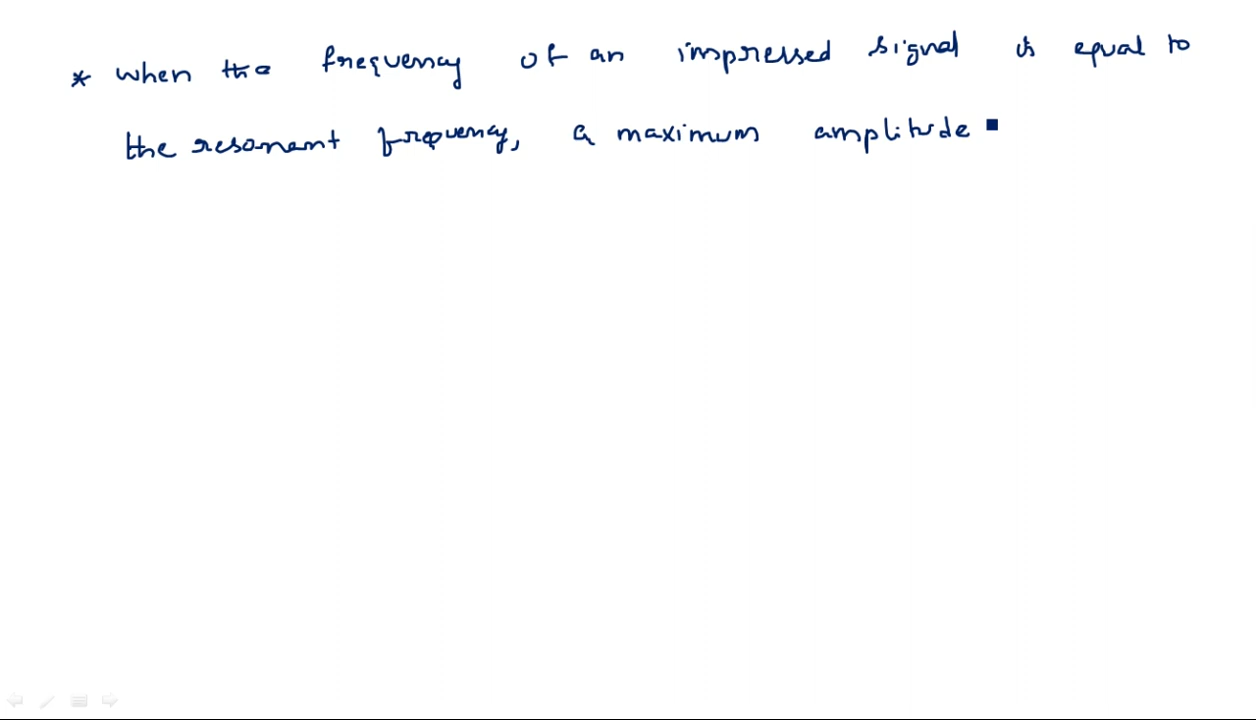 * when the frequency of an impressed signal is equal to
the resonant frequency, a maximum amplitude